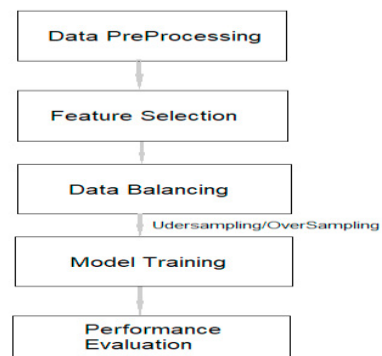 Data PreProcessing
Feature Selection
Data Balancing
Udersampling/OverSampling
Model Training
Performance
Evaluation